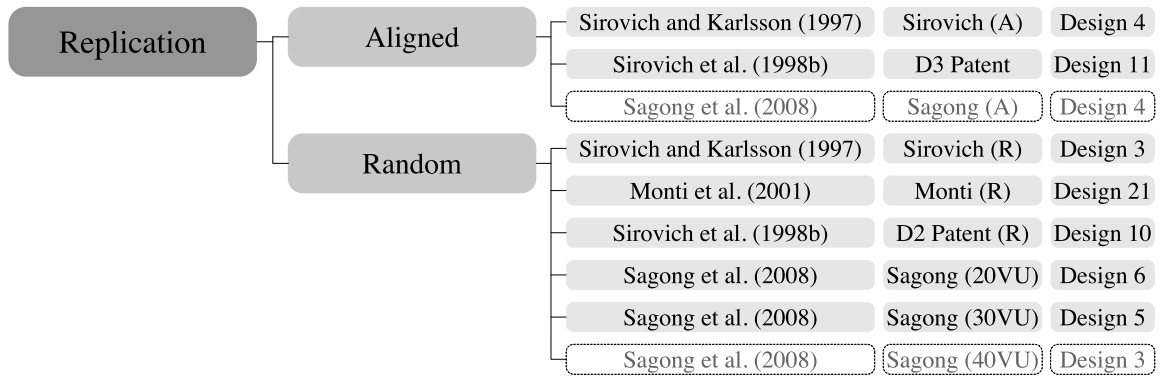 Replication
Aligned
Sirovich and Karlsson (1997) Sirovich (A) Design 4
Sirovich et al. (1998b) D3 Patent Design 11
Sagong et al. (2008) Sagong (A) Design 4
Random
Sirovich and Karlsson (1997) Sirovich (R) Design 3
Monti et al. (2001) Monti (R) Design 21
Sirovich et al. (1998b) D2 Patent (R) Design 10
Sagong et al. (2008) Sagong (20VU) Design 6
Sagong et al. (2008) Sagong (30VU) Design 5
Sagong et al. (2008) Sagong (40VU) Design 3